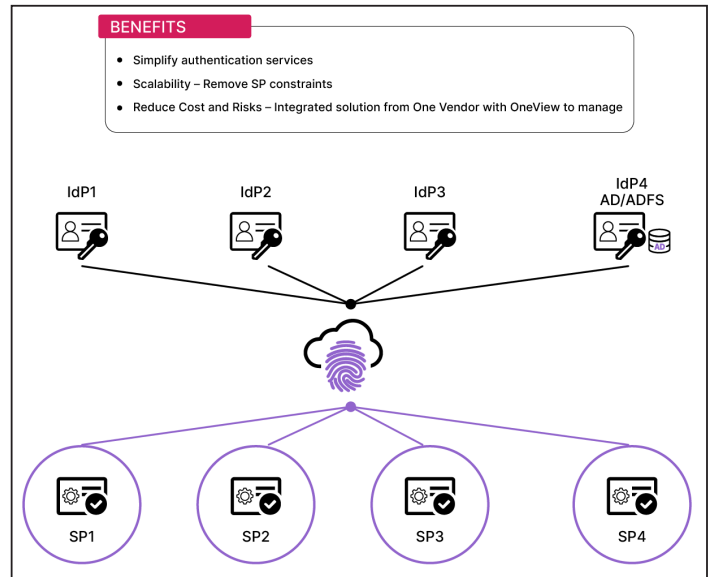 BENEFITS
• Simplify authentication services
• Scalability – Remove SP constraints
• Reduce Cost and Risks – Integrated solution from One Vendor with OneView to manage
IdP1
IdP2
IdP3
IdP4
AD/ADFS
AD
SP1
SP2
SP3
SP4